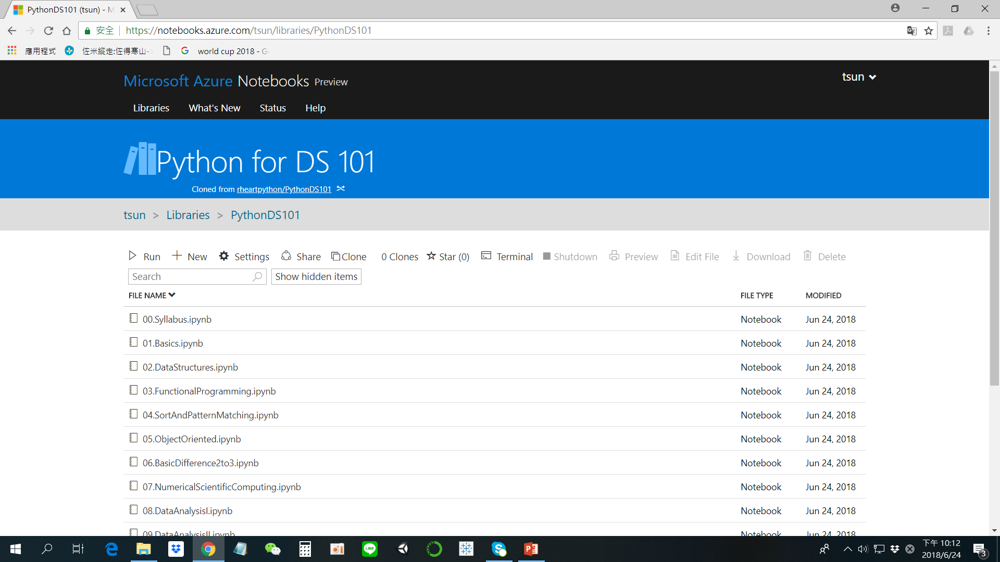 PythonDS101 (tsun) - M
安全
https://notebooks.azure.com/tsun/libraries/PythonDS101
應用程式
佐米縱走:佐得寒山->
world cup 2018 - Go
Microsoft Azure Notebooks Preview
tsun
Libraries What's New Status Help
Python for DS 101
Cloned from rheartpython/PythonDS101
tsun > Libraries > PythonDS101
Run New Settings Share Clone 0 Clones Star (0) Terminal Shutdown Preview Edit File Download Delete
Search Show hidden items
FILE NAME FILE TYPE MODIFIED
00.Syllabus.ipynb Notebook Jun 24, 2018
01.Basics.ipynb Notebook Jun 24, 2018
02.DataStructures.ipynb Notebook Jun 24, 2018
03.FunctionalProgramming.ipynb Notebook Jun 24, 2018
04.SortAndPatternMatching.ipynb Notebook Jun 24, 2018
05.ObjectOriented.ipynb Notebook Jun 24, 2018
06.BasicDifference2to3.ipynb Notebook Jun 24, 2018
07.NumericalScientificComputing.ipynb Notebook Jun 24, 2018
08.DataAnalysisI.ipynb Notebook Jun 24, 2018
09.DataAnalysisII.ipynb Notebook Jun 24, 2018
LINE
下午 10:12
2018/6/24
3